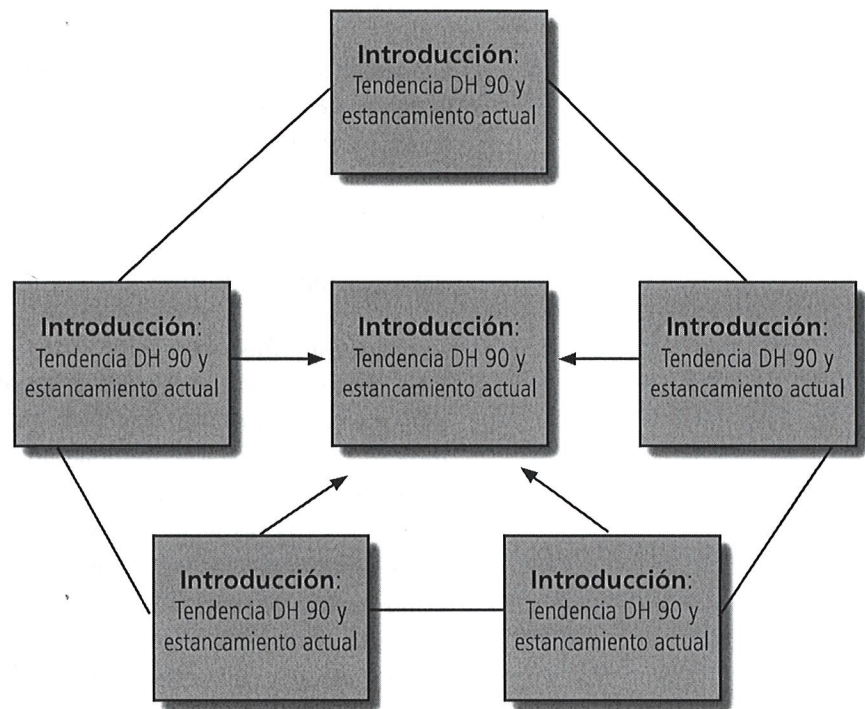 Introducción:
Tendencia DH 90 y
estancamiento actual
Introducción:
Tendencia DH 90 y
estancamiento actual
Introducción:
Tendencia DH 90 y
estancamiento actual
Introducción:
Tendencia DH 90 y
estancamiento actual
Introducción:
Tendencia DH 90 y
estancamiento actual
Introducción:
Tendencia DH 90 y
estancamiento actual